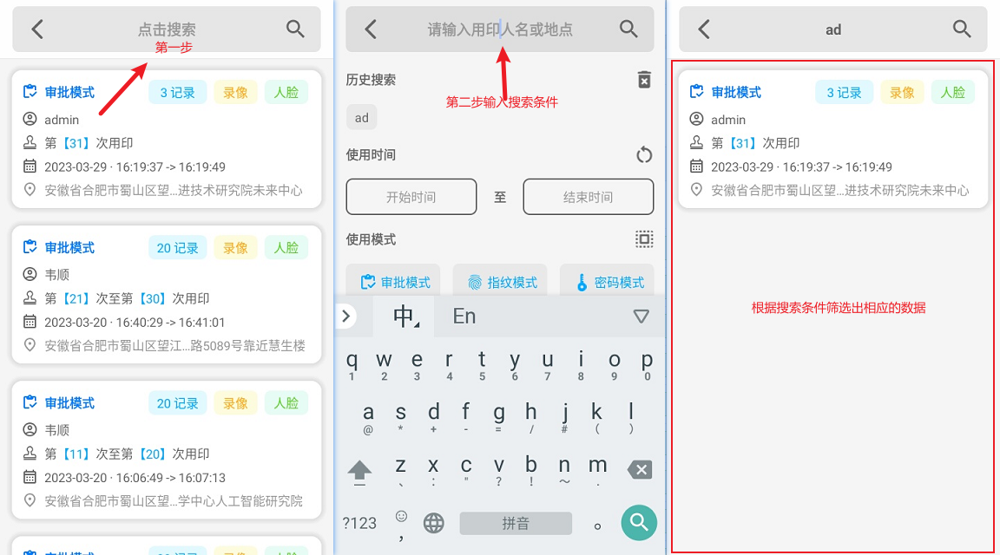 点击搜索
第一步
审批模式 3 记录 录像 人脸
admin
第【31】次用印
2023-03-29 · 16:19:37 -> 16:19:49
安徽省合肥市蜀山区望...进技术研究院未来中心
审批模式 20 记录 录像 人脸
韦顺
第【21】次至第【30】次用印
2023-03-20 · 16:40:29 -> 16:41:01
安徽省合肥市蜀山区望江...路5089号靠近慧生楼
审批模式 20 记录 录像 人脸
韦顺
第【11】次至第【20】次用印
2023-03-20 · 16:06:49 -> 16:07:13
安徽省合肥市蜀山区望...学中心人工智能研究院
请输入用印人名或地点
历史搜索
第二步输入搜索条件
ad
使用时间
开始时间 至 结束时间
使用模式
审批模式 指纹模式 密码模式
中 En
q w e r t y u i o p
1 2 3 4 5 6 7 8 9 0
a s d f g h j k l
@ * + - = / # ( )
z x c v b n m
、 : " ? ! ～ .
?123 , 拼音 。
ad
审批模式 3 记录 录像 人脸
admin
第【31】次用印
2023-03-29 · 16:19:37 -> 16:19:49
安徽省合肥市蜀山区望...进技术研究院未来中心
根据搜索条件筛选出相应的数据